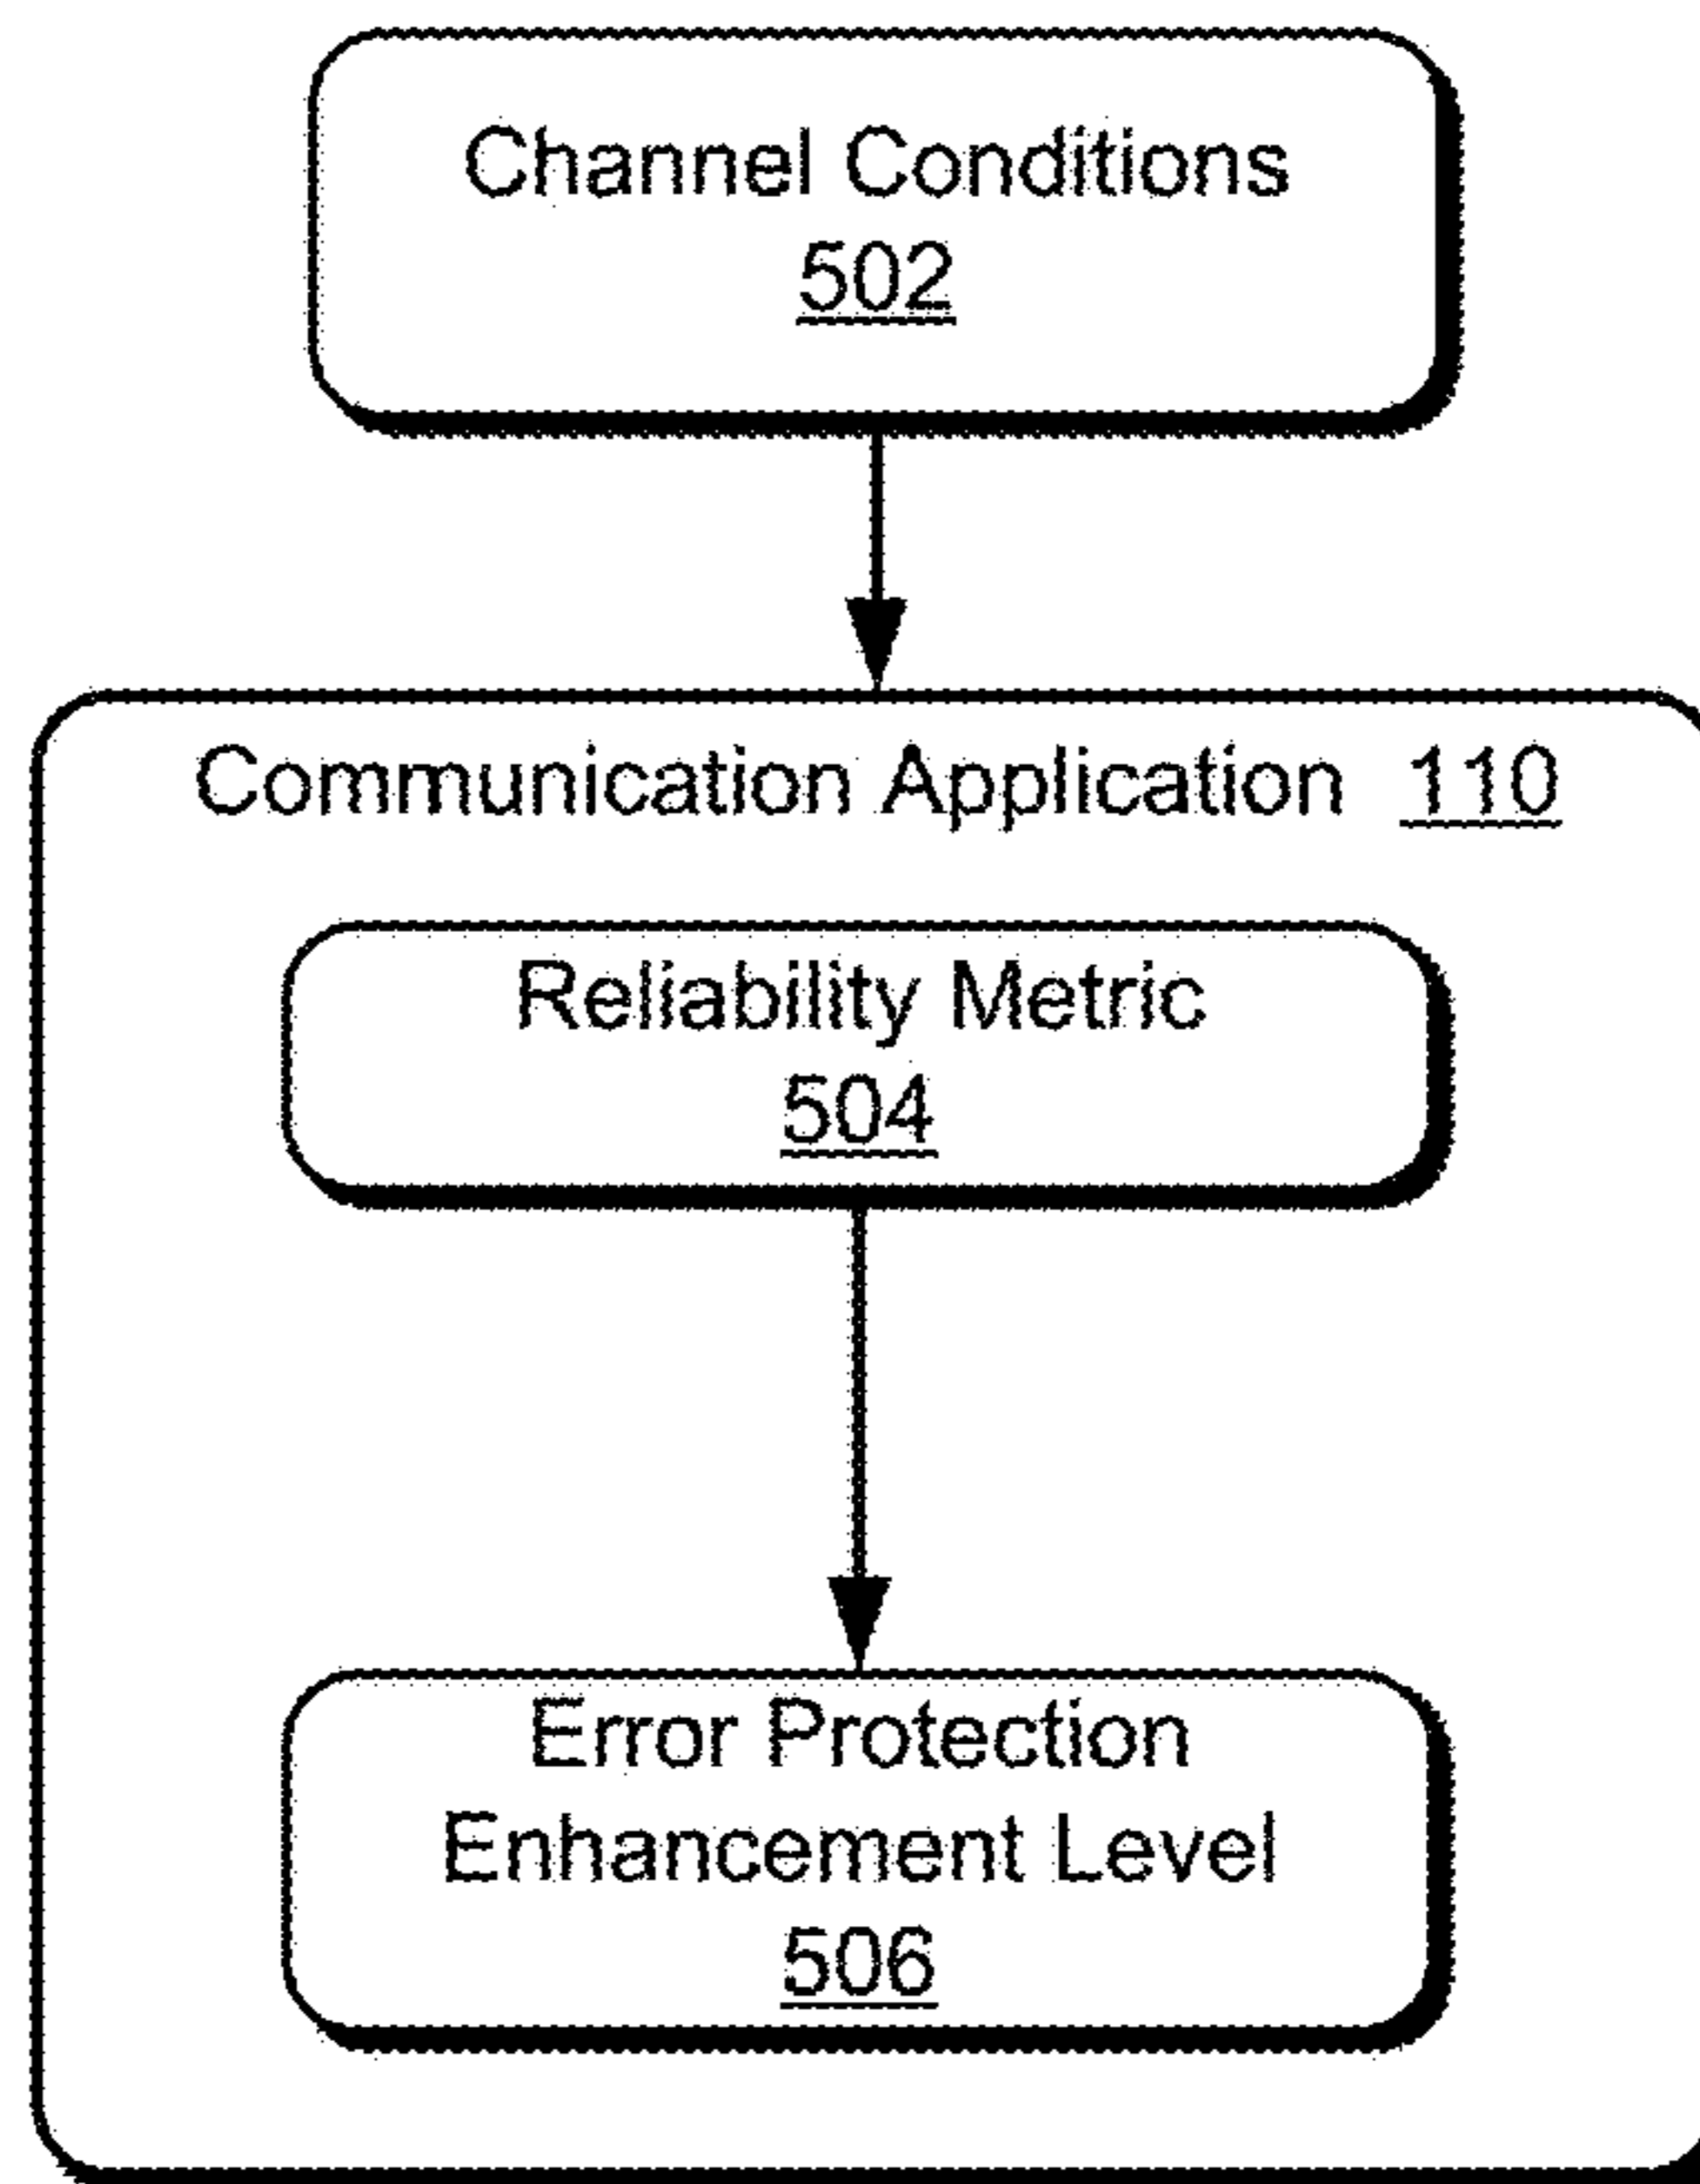 Channel Conditions
502
Communication Application 110
Reliability Metric
504
Error Protection
Enhancement Level
506